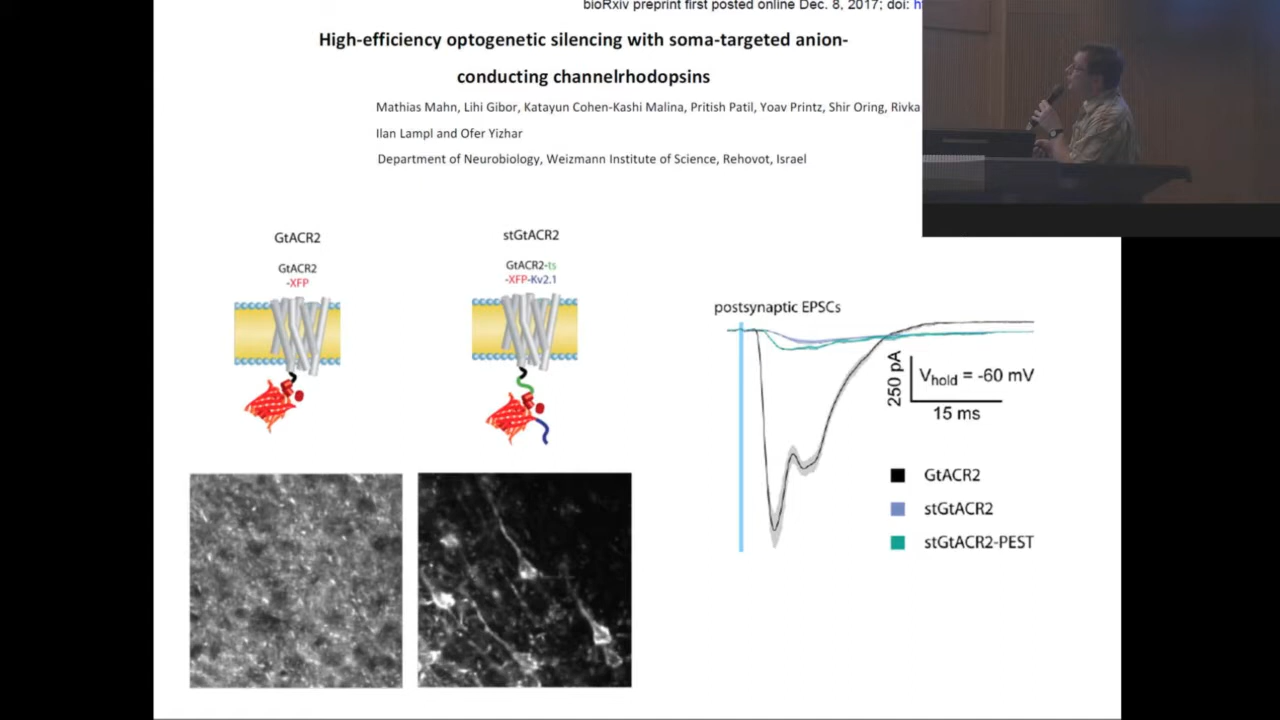 bioRxiv preprint first posted online Dec. 8, 2017; doi:
High-efficiency optogenetic silencing with soma-targeted anion-
conducting channelrhodopsins
Mathias Mahn, Lihi Gibor, Katayun Cohen-Kashi Malina, Pritish Patil, Yoav Printz, Shir Oring, Rivka
Ilan Lampl and Ofer Yizhar
Department of Neurobiology, Weizmann Institute of Science, Rehovot, Israel
GtACR2
GtACR2
-XFP
stGtACR2
GtACR2-ts
-XFP-Kv2.1
postsynaptic EPSCs
250 pA
Vhold = -60 mV
15 ms
GtACR2
stGtACR2
stGtACR2-PEST